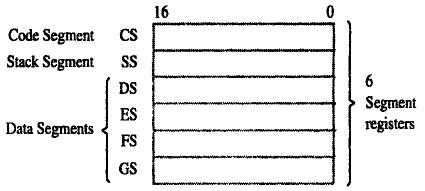 16 0
Code Segment CS
Stack Segment SS
DS
ES
Data Segments FS
GS
6
Segment
registers